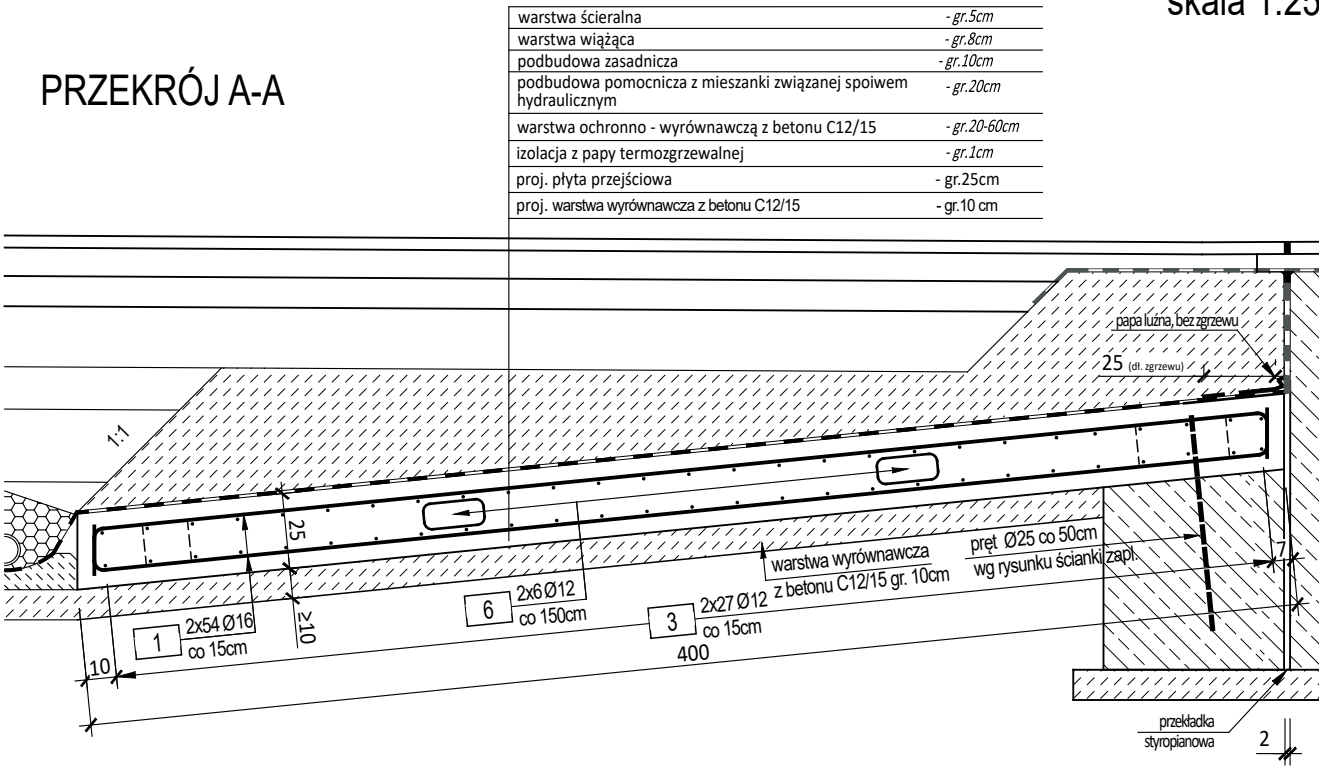 skala 1:25
PRZEKRÓJ A-A
warstwa ścieralna - gr.5cm
warstwa wiążąca - gr.8cm
podbudowa zasadnicza - gr.10cm
podbudowa pomocnicza z mieszanki związanej spoiwem - gr.20cm
hydraulicznym
warstwa ochronno - wyrównawczą z betonu C12/15 - gr.20-60cm
izolacja z papy termozgrzewalnej - gr.1cm
proj. płyta przejściowa - gr.25cm
proj. warstwa wyrównawcza z betonu C12/15 - gr.10 cm
papa luźna, bez zgrzewu
25 (dł. zgrzewu)
1:1
25
≥10
warstwa wyrównawcza
z betonu C12/15 gr. 10cm
pręt Ø25 co 50cm
wg rysunku ścianki zapl.
7
1 2x54 Ø16
co 15cm
6 2x6 Ø12
co 150cm
3 2x27 Ø12
co 15cm
10
400
przekładka
styropianowa
2